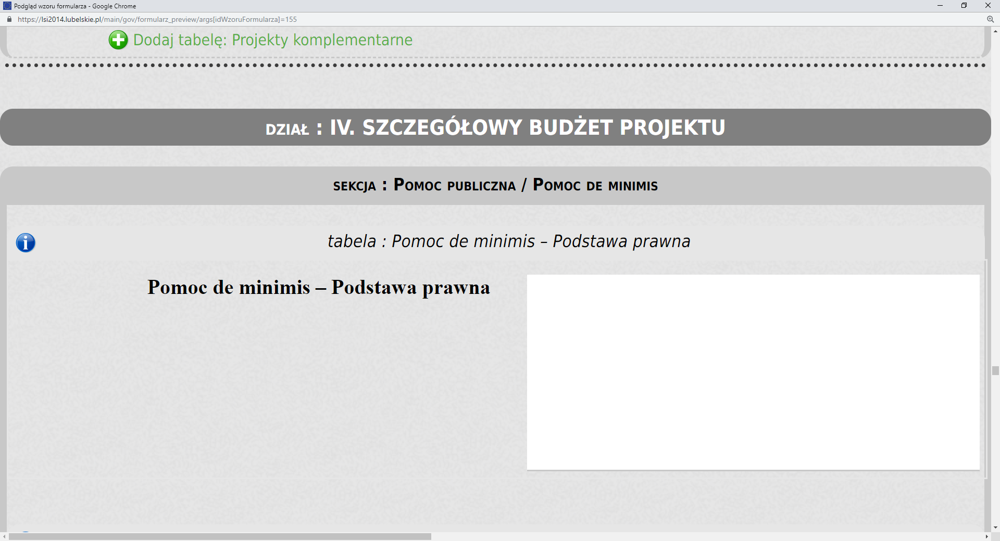 Podgląd wzoru formularza - Google Chrome
https://lsi2014.lubelskie.pl/main/gov/formularz_preview/args[idWzoruFormularza]=155
Dodaj tabelę: Projekty komplementarne
DZIAŁ : IV. SZCZEGÓŁOWY BUDŻET PROJEKTU
SEKCJA : POMOC PUBLICZNA / POMOC DE MINIMIS
tabela : Pomoc de minimis – Podstawa prawna
Pomoc de minimis – Podstawa prawna